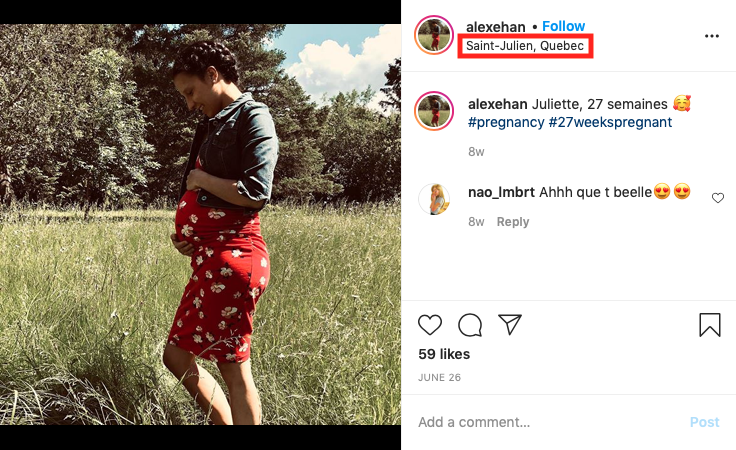 alexehan • Follow
Saint-Julien, Quebec
alexehan Juliette, 27 semaines 🥰
#pregnancy #27weekspregnant
8w
nao_lmbrt Ahhh que t beelle😍😍
8w Reply
59 likes
JUNE 26
Add a comment... Post